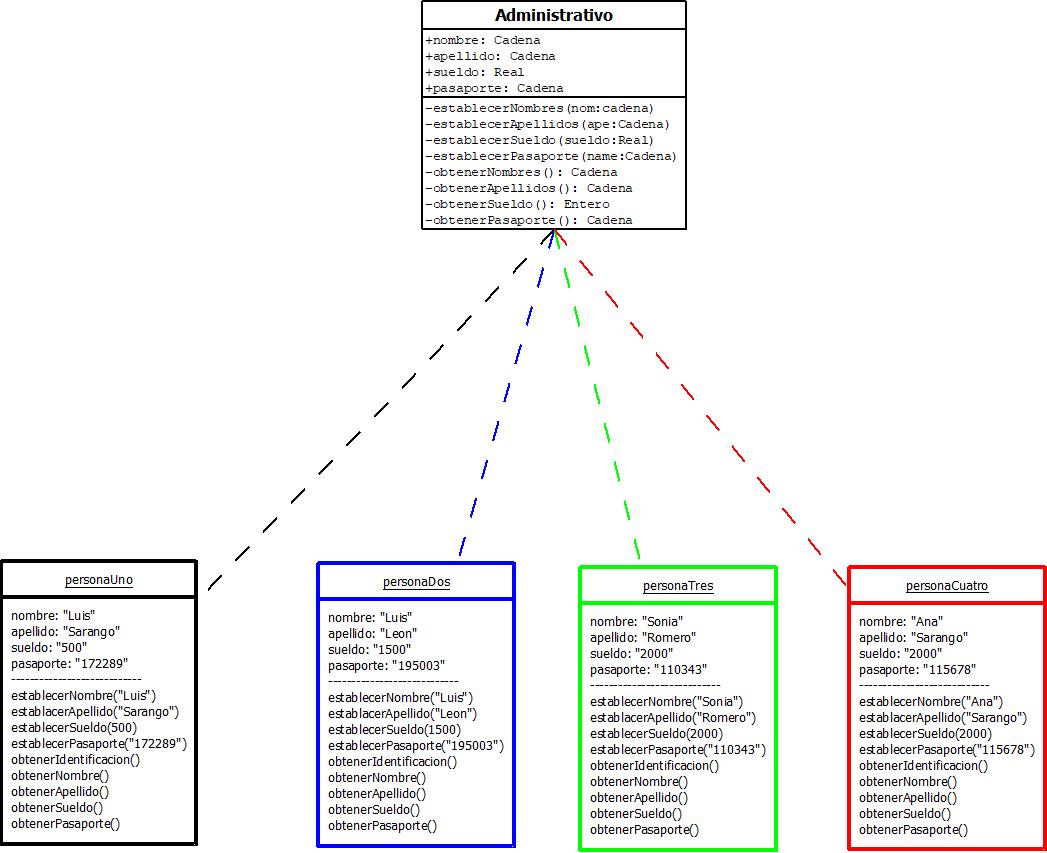 Administrativo
+nombre: Cadena
+apellido: Cadena
+sueldo: Real
+pasaporte: Cadena
-establecerNombres(nom:cadena)
-establecerApellidos(ape:Cadena)
-establecerSueldo(sueldo:Real)
-establecerPasaporte(name:Cadena)
-obtenerNombres(): Cadena
-obtenerApellidos(): Cadena
-obtenerSueldo(): Entero
-obtenerPasaporte(): Cadena
personaUno
nombre: "Luis"
apellido: "Sarango"
sueldo: "500"
pasaporte: "172289"
----------------------------
establecerNombre("Luis")
establacerApellido("Sarango")
establecerSueldo(500)
establecerPasaporte("172289")
obtenerIdentificacion()
obtenerNombre()
obtenerApellido()
obtenerSueldo()
obtenerPasaporte()
personaDos
nombre: "Luis"
apellido: "Leon"
sueldo: "1500"
pasaporte: "195003"
----------------------------
establecerNombre("Luis")
establacerApellido("Leon")
establecerSueldo(1500)
establecerPasaporte("195003")
obtenerIdentificacion()
obtenerNombre()
obtenerApellido()
obtenerSueldo()
obtenerPasaporte()
personaTres
nombre: "Sonia"
apellido: "Romero"
sueldo: "2000"
pasaporte: "110343"
----------------------------
establecerNombre("Sonia")
establacerApellido("Romero")
establecerSueldo(2000)
establecerPasaporte("110343")
obtenerIdentificacion()
obtenerNombre()
obtenerApellido()
obtenerSueldo()
obtenerPasaporte()
personaCuatro
nombre: "Ana"
apellido: "Sarango"
sueldo: "2000"
pasaporte: "115678"
----------------------------
establecerNombre("Ana")
establacerApellido("Sarango")
establecerSueldo(2000)
establecerPasaporte("115678")
obtenerIdentificacion()
obtenerNombre()
obtenerApellido()
obtenerSueldo()
obtenerPasaporte()